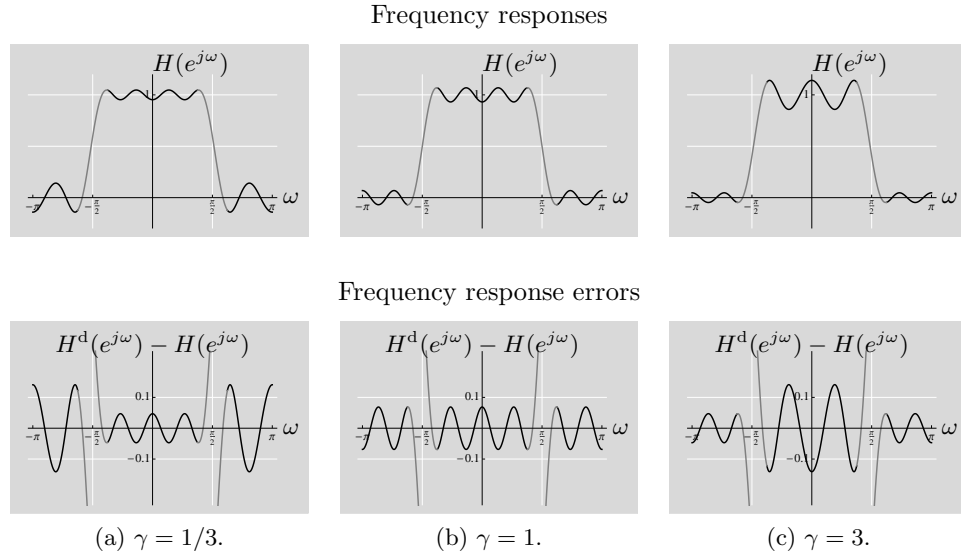 Frequency responses
H(e^{jω})
1
−π
−π/2
π/2
π
ω
H(e^{jω})
1
−π
−π/2
π/2
π
ω
H(e^{jω})
1
−π
−π/2
π/2
π
ω
Frequency response errors
H^d(e^{jω}) − H(e^{jω})
0.1
−π
−π/2
π/2
π
ω
−0.1
H^d(e^{jω}) − H(e^{jω})
0.1
−π
−π/2
π/2
π
ω
−0.1
H^d(e^{jω}) − H(e^{jω})
0.1
−π
−π/2
π/2
π
ω
−0.1
(a) γ = 1/3.
(b) γ = 1.
(c) γ = 3.